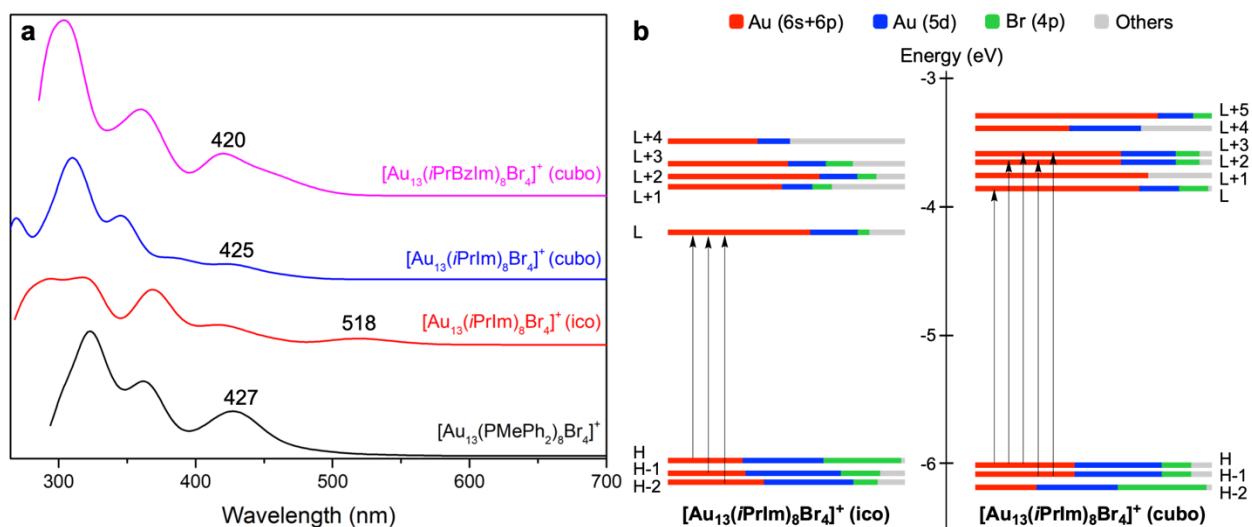 a
420
[Au₁₃(iPrBzIm)₈Br₄]⁺ (cubo)
425
[Au₁₃(iPrIm)₈Br₄]⁺ (cubo)
518
[Au₁₃(iPrIm)₈Br₄]⁺ (ico)
427
[Au₁₃(PMePh₂)₈Br₄]⁺
300 400 500 600 700
Wavelength (nm)
b
Au (6s+6p) Au (5d) Br (4p) Others
Energy (eV)
-3
-4
-5
-6
L+4
L+3
L+2
L+1
L
H
H-1
H-2
[Au₁₃(iPrIm)₈Br₄]⁺ (ico)
L+5
L+4
L+3
L+2
L+1
L
H
H-1
H-2
[Au₁₃(iPrIm)₈Br₄]⁺ (cubo)